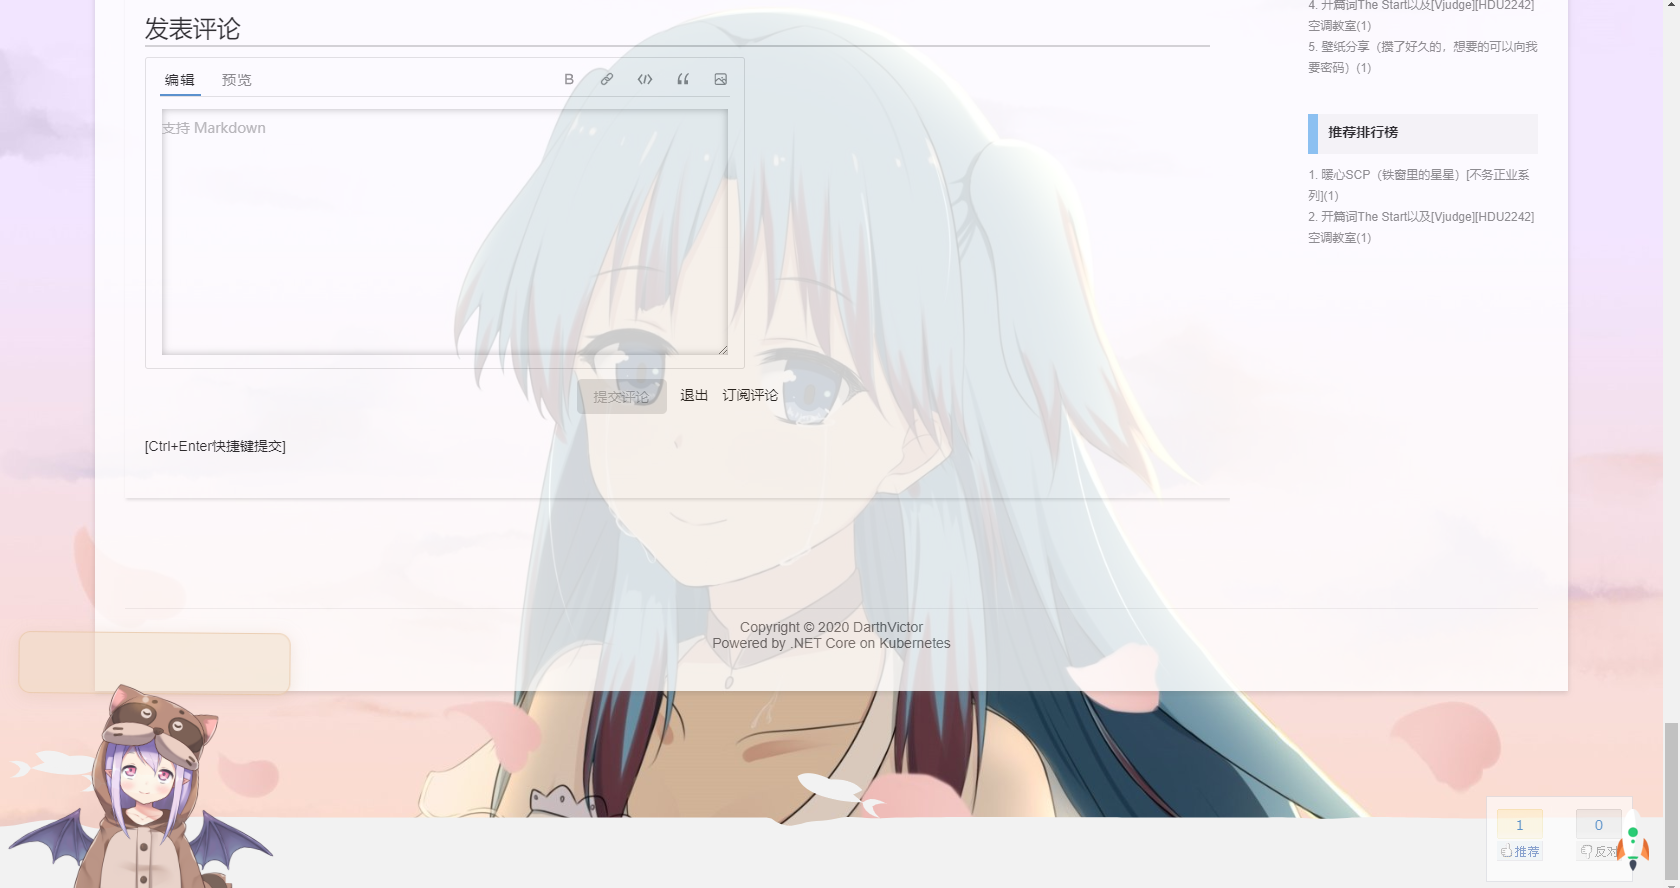 发表评论
编辑 预览
B
支持 Markdown
提交评论 退出 订阅评论
[Ctrl+Enter快捷键提交]
4. 开篇词The Start以及[Vjudge][HDU2242]
空调教室(1)
5. 壁纸分享（攒了好久的，想要的可以向我
要密码）(1)
推荐排行榜
1. 暖心SCP（铁窗里的星星）[不务正业系
列](1)
2. 开篇词The Start以及[Vjudge][HDU2242]
空调教室(1)
Copyright © 2020 DarthVictor
Powered by .NET Core on Kubernetes
1 0
推荐 反对